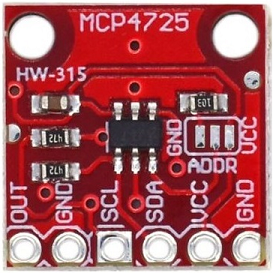 MCP4725
HW-315
103
472
472
GND
VCC
ADDR
OUT
GND
SCL
SDA
VCC
GND